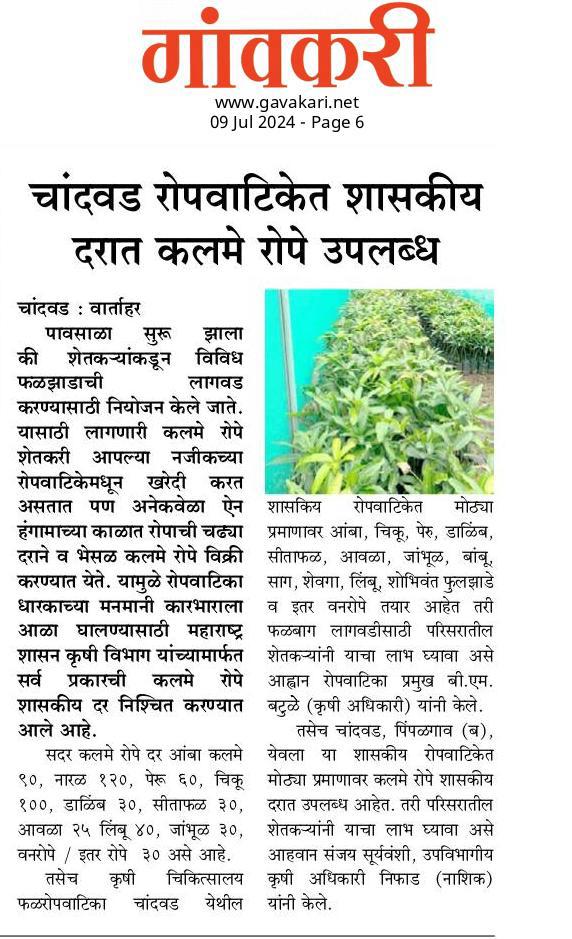 गांवकरी
www.gavakari.net
09 Jul 2024 - Page 6
चांदवड रोपवाटिकेत शासकीय
दरात कलमे रोपे उपलब्ध
चांदवड : वार्ताहर
पावसाळा सुरू झाला
की शेतकऱ्यांकडून विविध
फळझाडाची लागवड
करण्यासाठी नियोजन केले जाते.
यासाठी लागणारी कलमे रोपे
शेतकरी आपल्या नजीकच्या
रोपवाटिकेमधून खरेदी करत
असतात पण अनेकवेळा ऐन
हंगामाच्या काळात रोपाची चढ्या
दराने व भेसळ कलमे रोपे विक्री
करण्यात येते. यामुळे रोपवाटिका
धारकाच्या मनमानी कारभाराला
आळा घालण्यासाठी महाराष्ट्र
शासन कृषी विभाग यांच्यामार्फत
सर्व प्रकारची कलमे रोपे
शासकीय दर निश्चित करण्यात
आले आहे.
सदर कलमे रोपे दर आंबा कलमे
९०, नारळ १२०, पेरू ६०, चिकू
१००, डाळिंब ३०, सीताफळ ३०,
आवळा २५ लिंबू ४०, जांभूळ ३०,
वनरोपे / इतर रोपे ३० असे आहे.
तसेच कृषी चिकित्सालय
फळरोपवाटिका चांदवड येथील
शासकिय रोपवाटिकेत मोठ्या
प्रमाणावर आंबा, चिकू, पेरु, डाळिंब,
सीताफळ, आवळा, जांभूळ, बांबू,
साग, शेवगा, लिंबू, शोभिवंत फुलझाडे
व इतर वनरोपे तयार आहेत तरी
फळबाग लागवडीसाठी परिसरातील
शेतकऱ्यांनी याचा लाभ घ्यावा असे
आह्वान रोपवाटिका प्रमुख बी.एम.
बटुळे (कृषी अधिकारी) यांनी केले.
तसेच चांदवड, पिंपळगाव (ब),
येवला या शासकीय रोपवाटिकेत
मोठ्या प्रमाणावर कलमे रोपे शासकीय
दरात उपलब्ध आहेत. तरी परिसरातील
शेतकऱ्यांनी याचा लाभ घ्यावा असे
आहवान संजय सूर्यवंशी, उपविभागीय
कृषी अधिकारी निफाड (नाशिक)
यांनी केले.